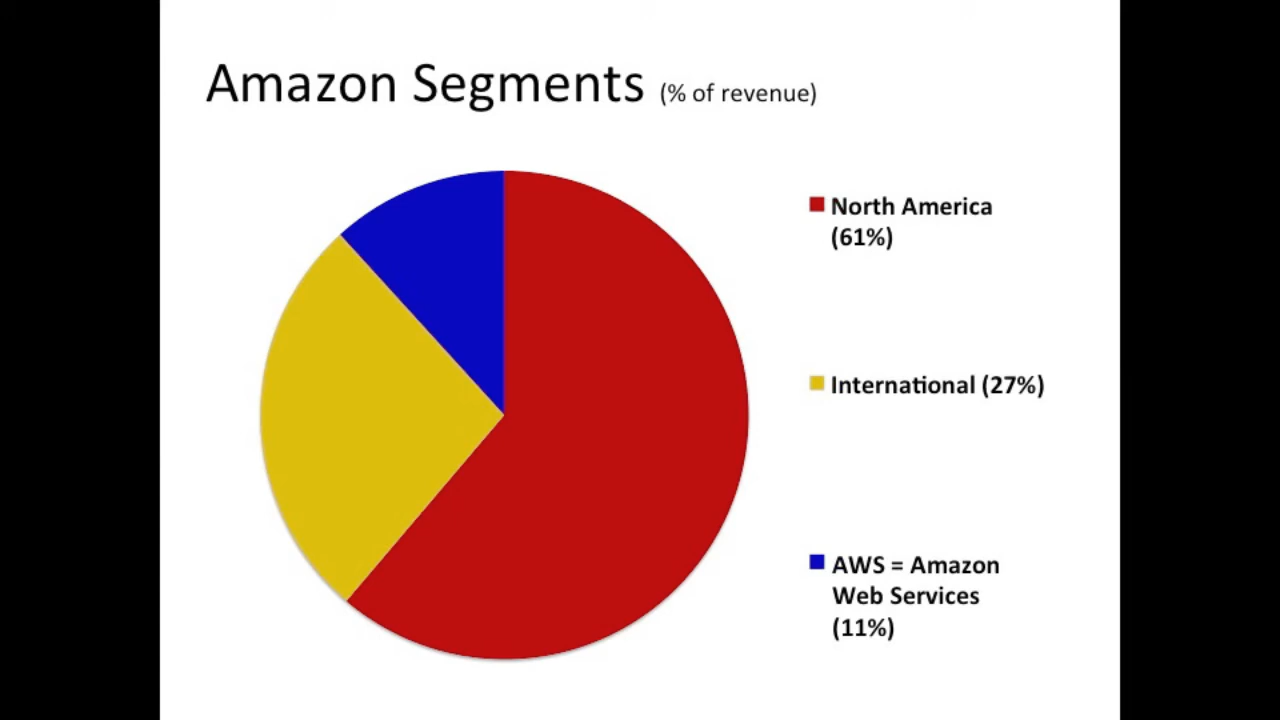 Amazon Segments (% of revenue)
North America
(61%)
International (27%)
AWS = Amazon
Web Services
(11%)